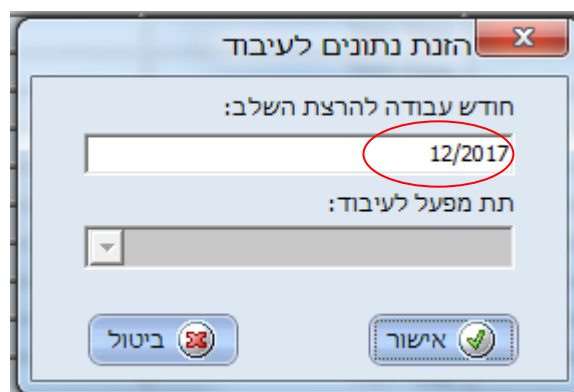 הזנת נתונים לעיבוד
חודש עבודה להרצת השלב:
12/2017
תת מפעל לעיבוד:
אישור
ביטול